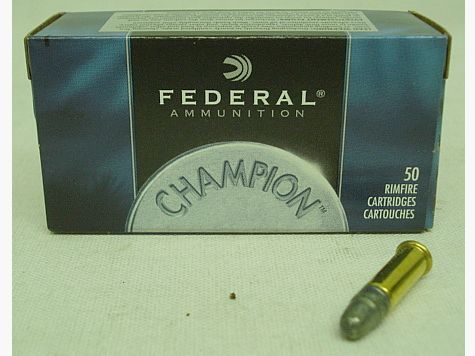 FEDERAL®
AMMUNITION
CHAMPION™
50
RIMFIRE
CARTRIDGES
CARTOUCHES